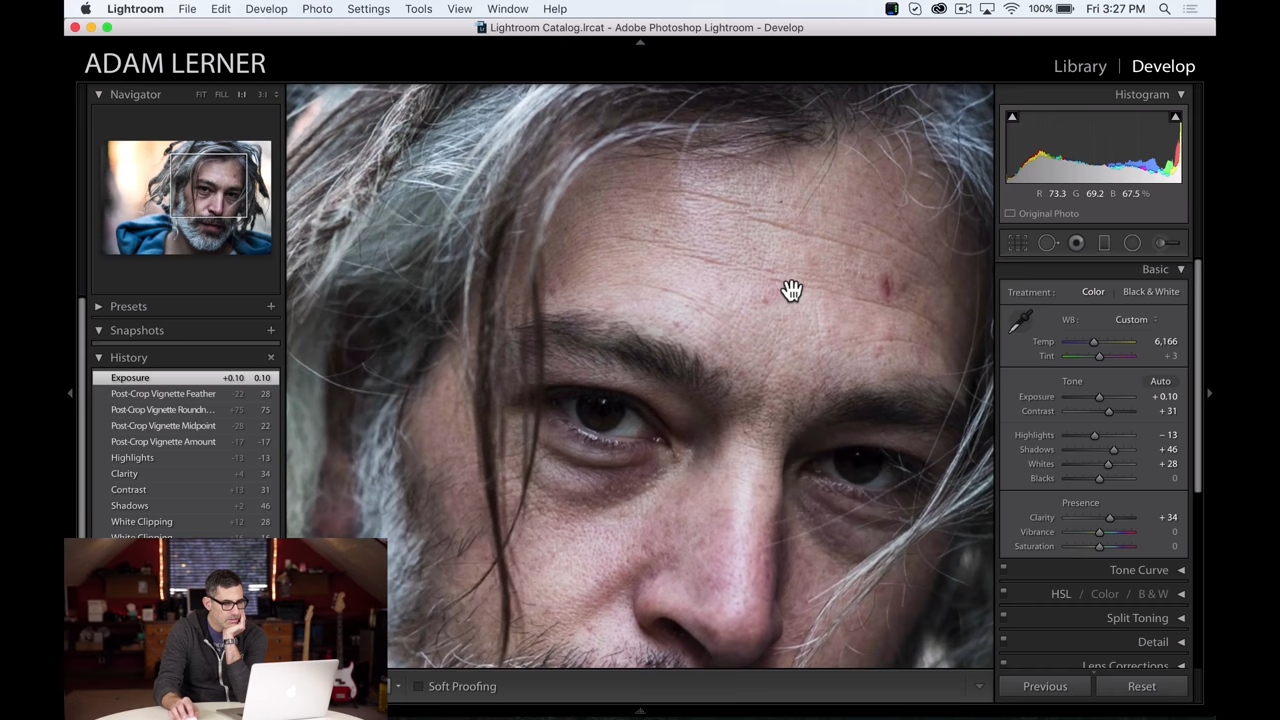 Lightroom File Edit Develop Photo Settings Tools View Window Help 100% Fri 3:27 PM
Lightroom Catalog.lrcat - Adobe Photoshop Lightroom - Develop
ADAM LERNER
Library | Develop
Navigator FIT FILL 1:1 3:1
Presets +
Snapshots +
History ×
Exposure +0.10 0.10
Post-Crop Vignette Feather -22 28
Post-Crop Vignette Roundn... +75 75
Post-Crop Vignette Midpoint -28 22
Post-Crop Vignette Amount -17 -17
Highlights -13 -13
Clarity +4 34
Contrast +13 31
Shadows +2 46
White Clipping +12 28
Soft Proofing
Histogram
R 73.3 G 69.2 B 67.5 %
Original Photo
Basic
Treatment : Color Black & White
WB : Custom
Temp 6,166
Tint + 3
Tone Auto
Exposure + 0.10
Contrast + 31
Highlights – 13
Shadows + 46
Whites + 28
Blacks 0
Presence
Clarity + 34
Vibrance 0
Saturation 0
Tone Curve
HSL / Color / B & W
Split Toning
Detail
Lens Corrections
Previous Reset